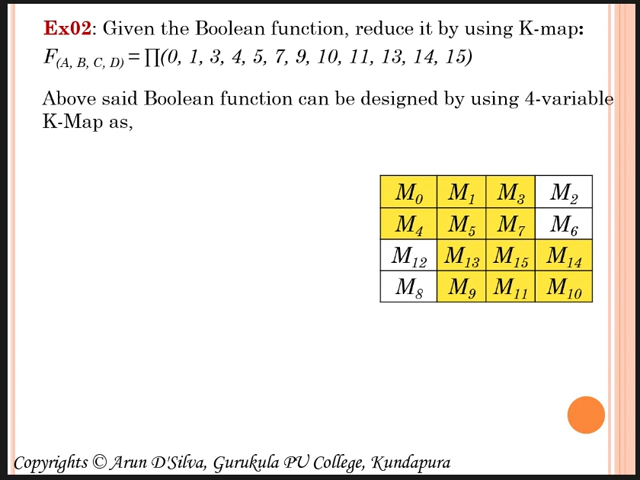 Ex02: Given the Boolean function, reduce it by using K-map:
F(A, B, C, D) = ∏(0, 1, 3, 4, 5, 7, 9, 10, 11, 13, 14, 15)
Above said Boolean function can be designed by using 4-variable
K-Map as,
M0 M1 M3 M2
M4 M5 M7 M6
M12 M13 M15 M14
M8 M9 M11 M10
Copyrights © Arun D'Silva, Gurukula PU College, Kundapura